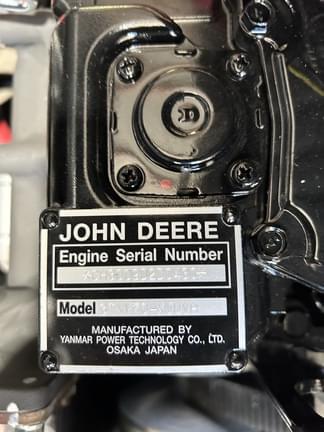 JOHN DEERE
Engine Serial Number
Model
MANUFACTURED BY
YANMAR POWER TECHNOLOGY CO., LTD.
OSAKA JAPAN